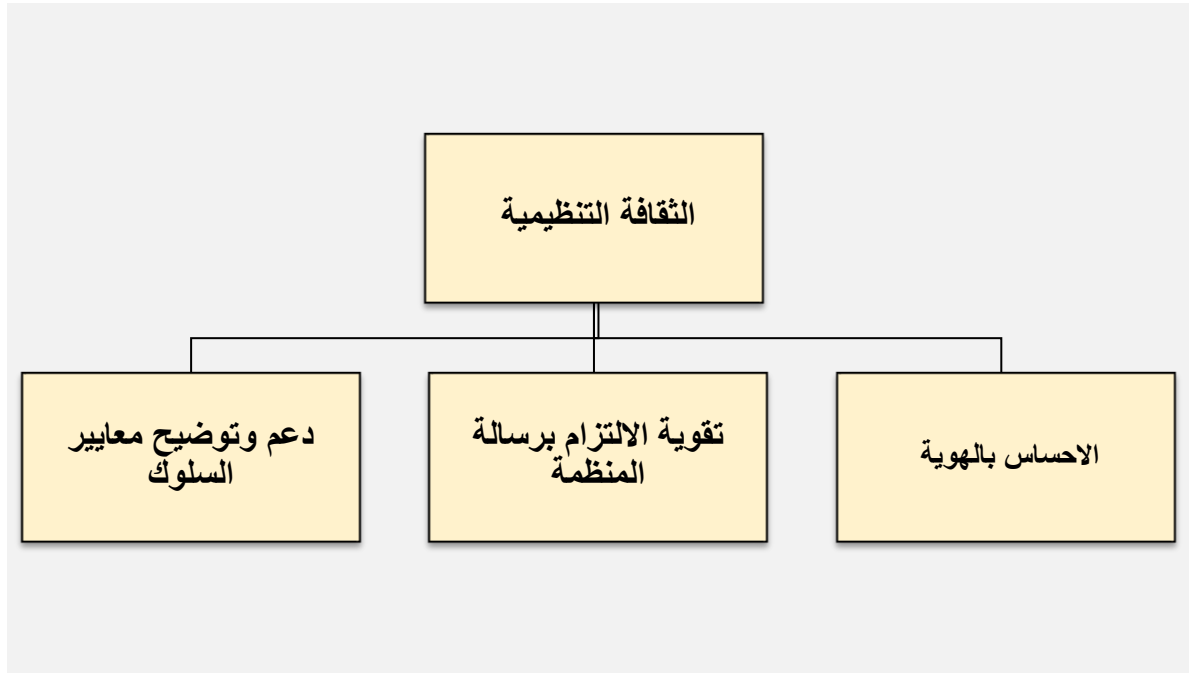 الثقافة التنظيمية
الاحساس بالهوية
تقوية الالتزام برسالة
المنظمة
دعم وتوضيح معايير
السلوك